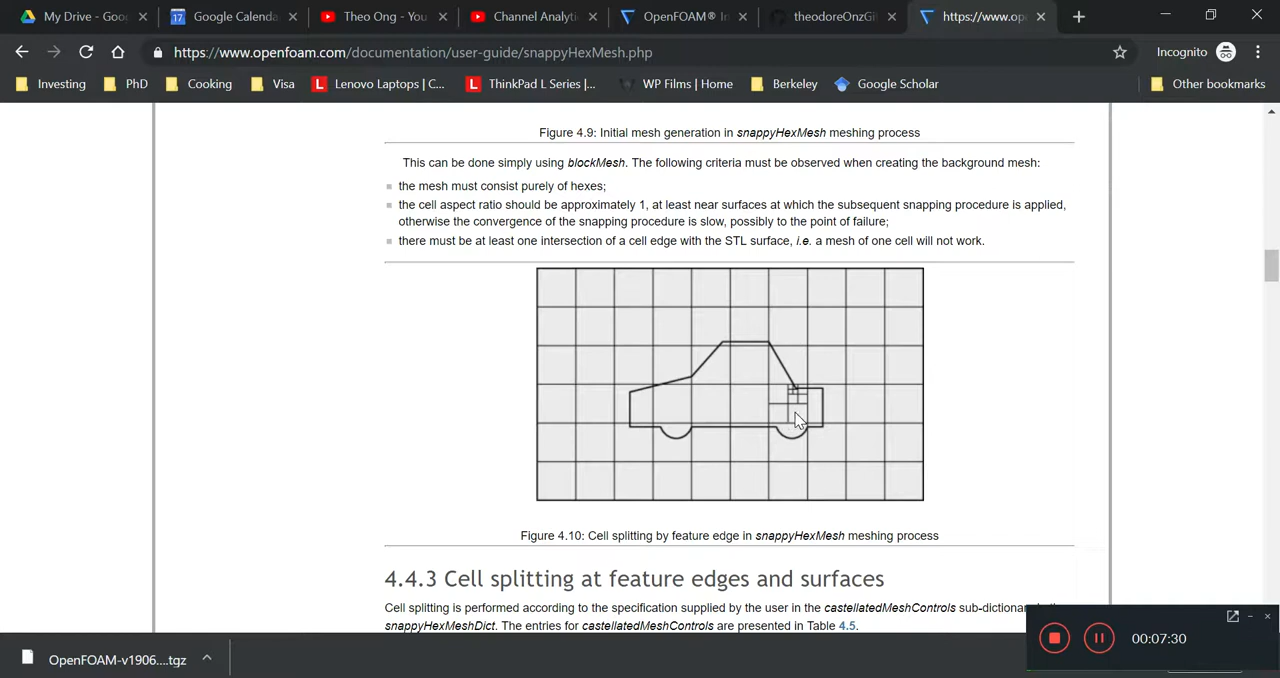 My Drive - Goo
Google Calenda
Theo Ong - You
Channel Analyti
OpenFOAM® In
theodoreOnzGi
https://www.op
https://www.openfoam.com/documentation/user-guide/snappyHexMesh.php
Incognito
Investing
PhD
Cooking
Visa
L Lenovo Laptops | C...
L ThinkPad L Series |...
WP Films | Home
Berkeley
Google Scholar
Other bookmarks
Figure 4.9: Initial mesh generation in snappyHexMesh meshing process
This can be done simply using blockMesh. The following criteria must be observed when creating the background mesh:
the mesh must consist purely of hexes;
the cell aspect ratio should be approximately 1, at least near surfaces at which the subsequent snapping procedure is applied,
otherwise the convergence of the snapping procedure is slow, possibly to the point of failure;
there must be at least one intersection of a cell edge with the STL surface, i.e. a mesh of one cell will not work.
Figure 4.10: Cell splitting by feature edge in snappyHexMesh meshing process
4.4.3 Cell splitting at feature edges and surfaces
Cell splitting is performed according to the specification supplied by the user in the castellatedMeshControls sub-dictionar
snappyHexMeshDict. The entries for castellatedMeshControls are presented in Table 4.5.
00:07:30
OpenFOAM-v1906....tgz